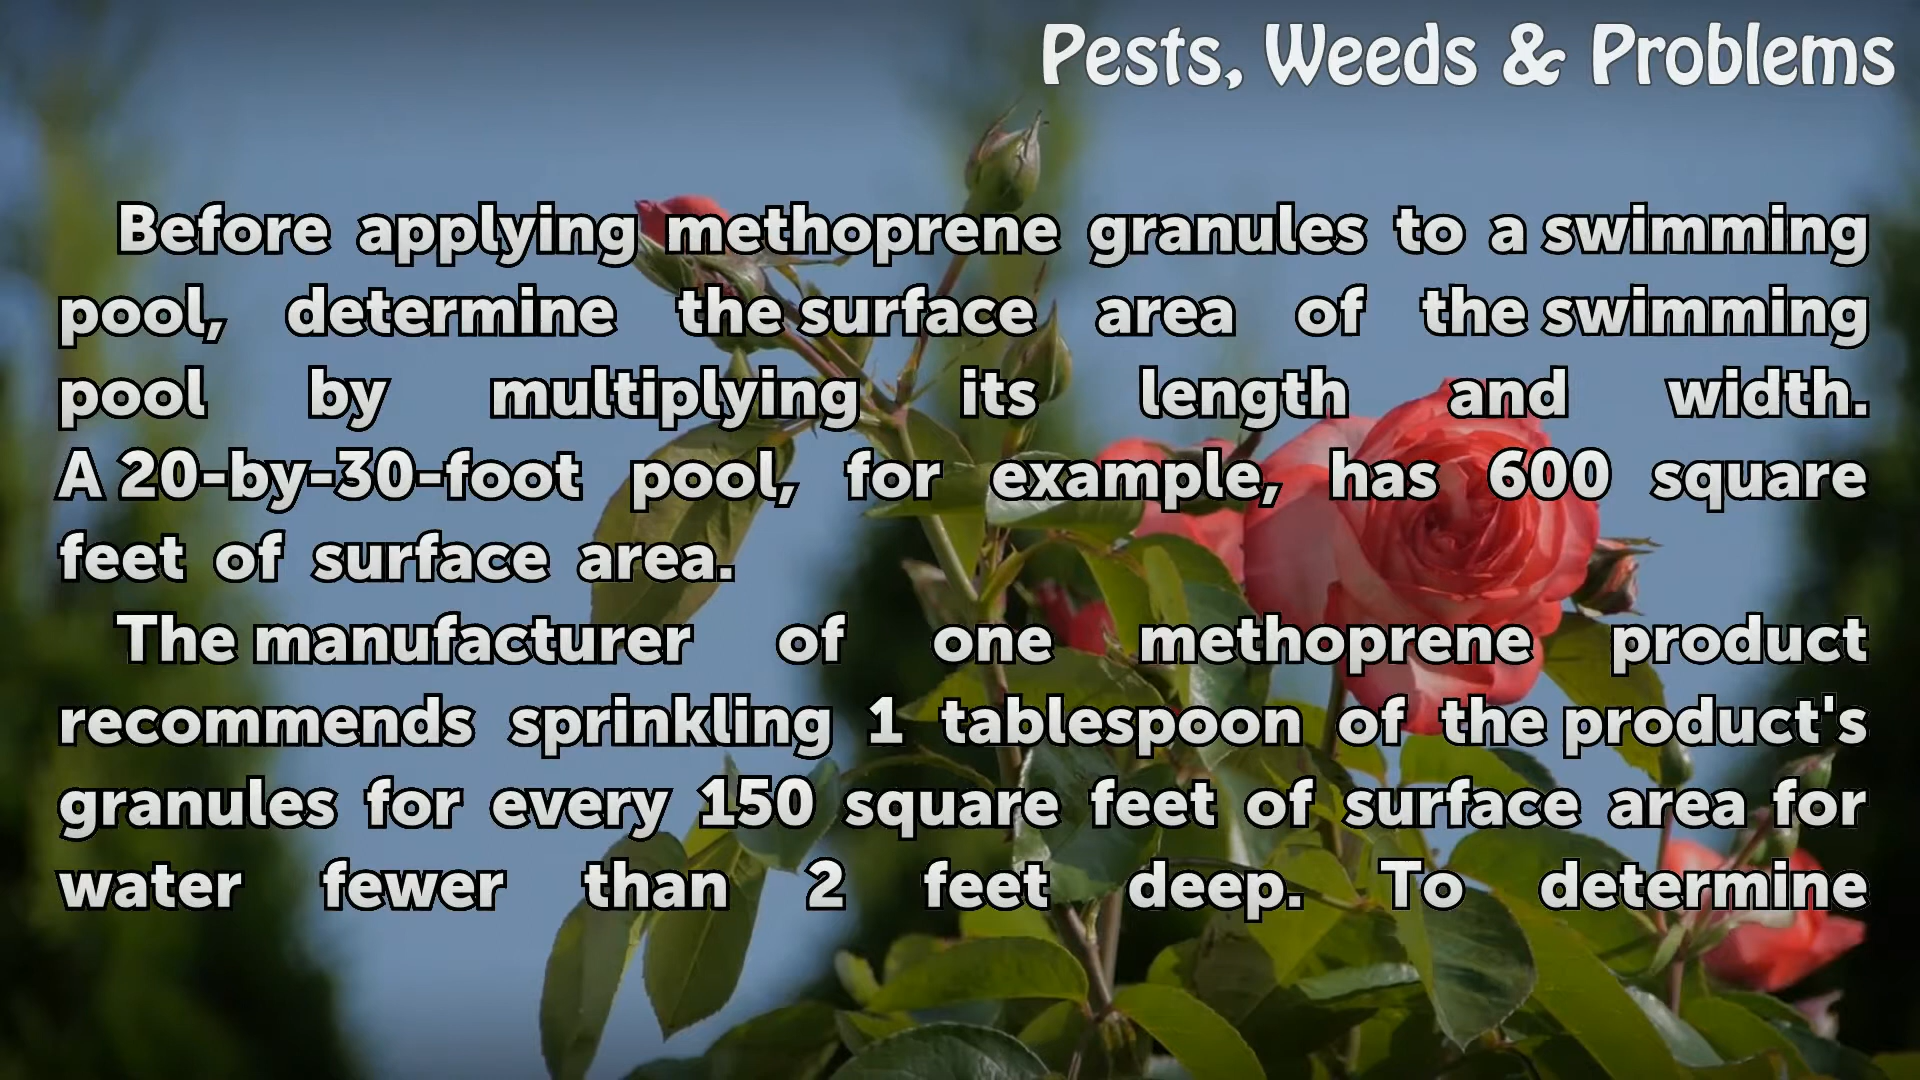 Pests, Weeds & Problems
Before applying methoprene granules to a swimming
pool, determine the surface area of the swimming
pool by multiplying its length and width.
A 20-by-30-foot pool, for example, has 600 square
feet of surface area.
The manufacturer of one methoprene product
recommends sprinkling 1 tablespoon of the product's
granules for every 150 square feet of surface area for
water fewer than 2 feet deep. To determine